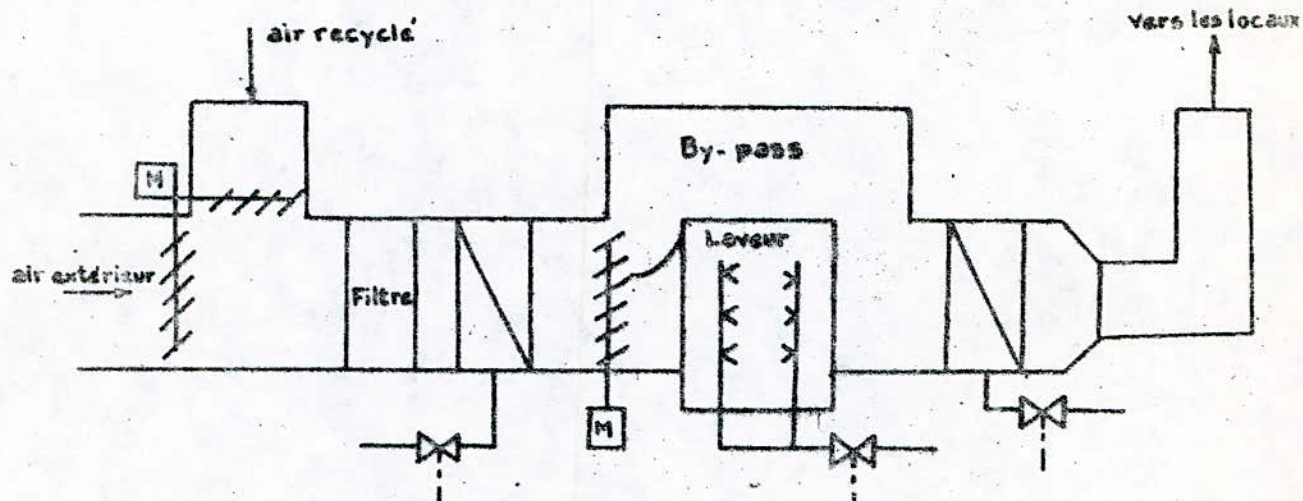 air recyclé
Vers les locaux
M
By-pass
Laveur
air extérieur
Filtre
M